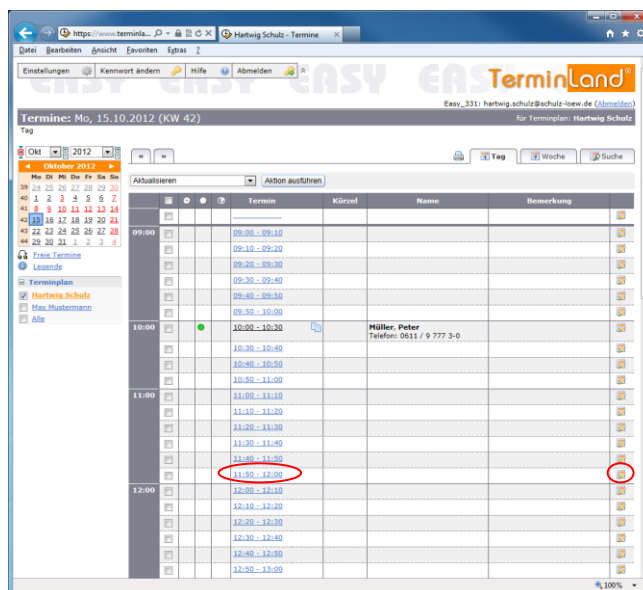 https://www.terminla...
Hartwig Schulz - Termine
Datei Bearbeiten Ansicht Favoriten Extras ?
Einstellungen Kennwort ändern Hilfe Abmelden
EASY EASY EASY EASY
TerminLand®
Easy_331: hartwig.schulz@schulz-loew.de (Abmelden)
Termine: Mo, 15.10.2012 (KW 42)
für Terminplan: Hartwig Schulz
Tag
Okt 2012
« »
Tag Woche Suche
Oktober 2012
Mo Di Mi Do Fr Sa So
39 24 25 26 27 28 29 30
40 1 2 3 4 5 6 7
41 8 9 10 11 12 13 14
42 15 16 17 18 19 20 21
43 22 23 24 25 26 27 28
44 29 30 31 1 2 3 4
Freie Termine
Legende
Terminplan
Hartwig Schulz
Max Mustermann
Alle
Aktualisieren Aktion ausführen
Termin Kürzel Name Bemerkung
09:00 09:00 - 09:10
09:10 - 09:20
09:20 - 09:30
09:30 - 09:40
09:40 - 09:50
09:50 - 10:00
10:00 10:00 - 10:30 Müller, Peter
Telefon: 0611 / 9 777 3-0
10:30 - 10:40
10:40 - 10:50
10:50 - 11:00
11:00 11:00 - 11:10
11:10 - 11:20
11:20 - 11:30
11:30 - 11:40
11:40 - 11:50
11:50 - 12:00
12:00 12:00 - 12:10
12:10 - 12:20
12:20 - 12:30
12:30 - 12:40
12:40 - 12:50
12:50 - 13:00
100%